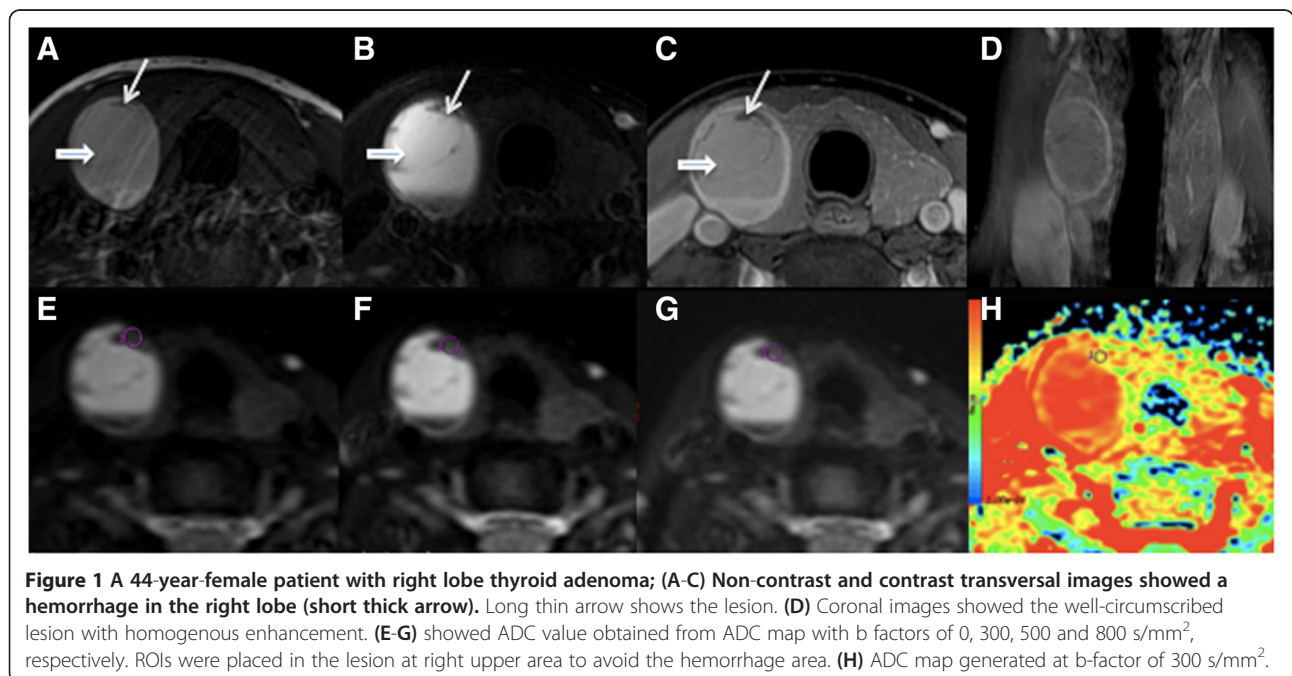 A
B
C
D
E
F
G
H
Figure 1 A 44-year-female patient with right lobe thyroid adenoma; (A-C) Non-contrast and contrast transversal images showed a
hemorrhage in the right lobe (short thick arrow). Long thin arrow shows the lesion. (D) Coronal images showed the well-circumscribed
lesion with homogenous enhancement. (E-G) showed ADC value obtained from ADC map with b factors of 0, 300, 500 and 800 s/mm², 
respectively. ROIs were placed in the lesion at right upper area to avoid the hemorrhage area. (H) ADC map generated at b-factor of 300 s/mm².